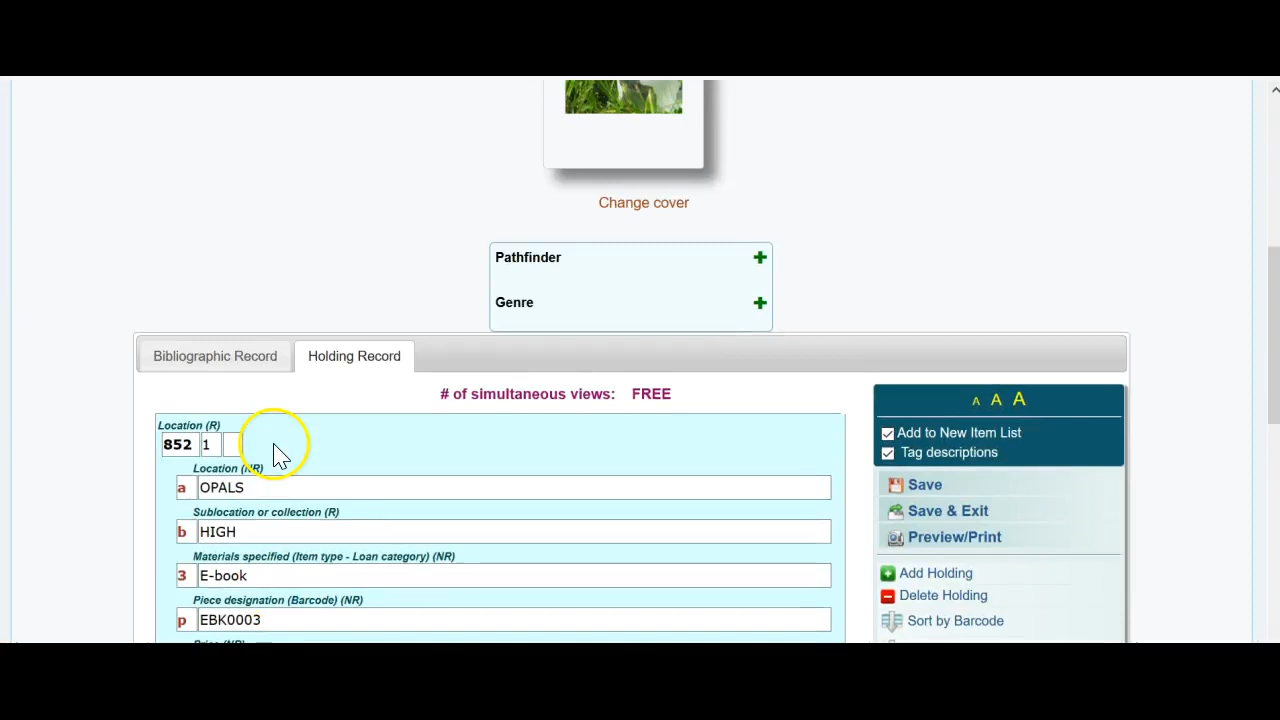 Change cover
Pathfinder
Genre
Bibliographic Record Holding Record
# of simultaneous views: FREE
A A A
Add to New Item List
Tag descriptions
Location (R)
852 1
Location (NR)
a OPALS
Sublocation or collection (R)
b HIGH
Materials specified (Item type - Loan category) (NR)
3 E-book
Piece designation (Barcode) (NR)
p EBK0003
Price (NR)
Save
Save & Exit
Preview/Print
Add Holding
Delete Holding
Sort by Barcode